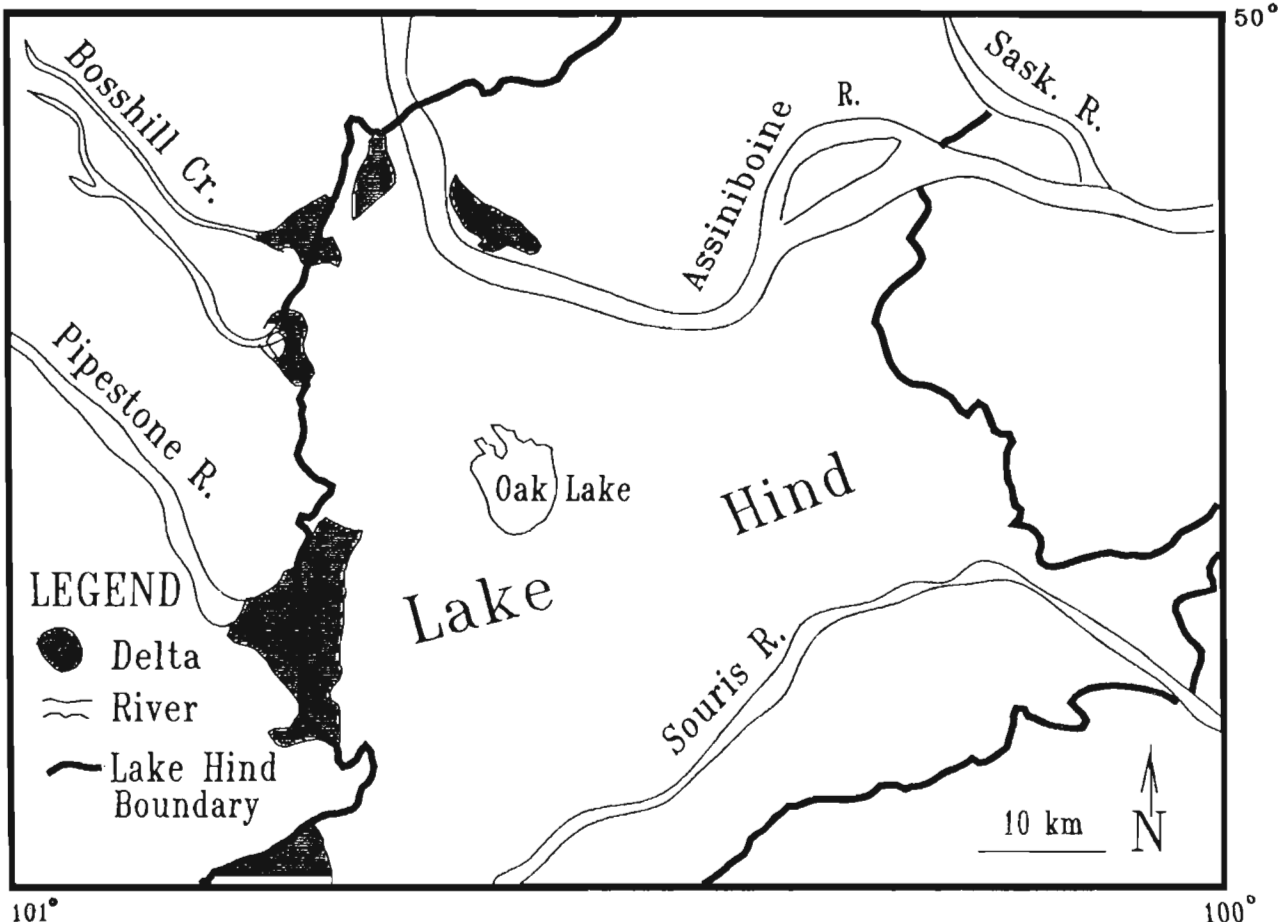 50°
Bosshill Cr.
Sask. R.
Assiniboine R.
Pipestone R.
Oak Lake
Lake Hind
Souris R.
LEGEND
Delta
River
Lake Hind
Boundary
10 km
N
101°
100°